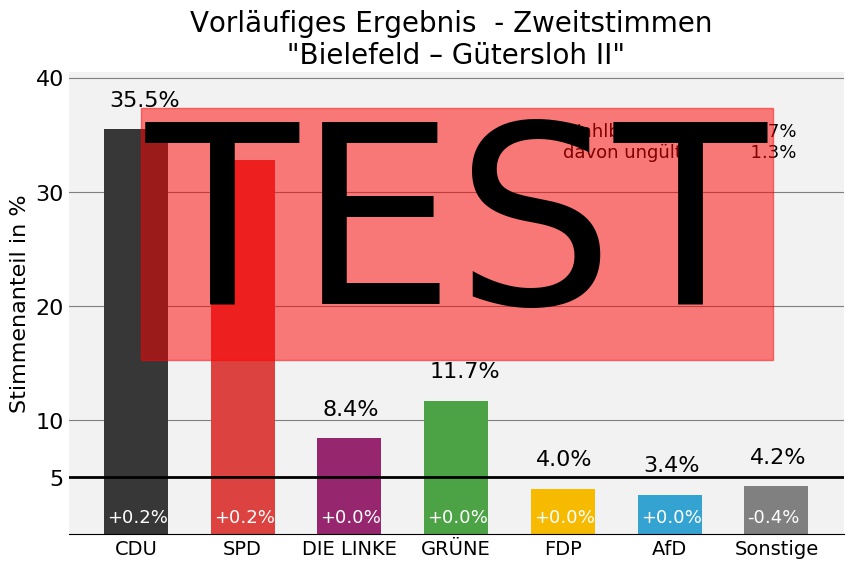 Vorläufiges Ergebnis - Zweitstimmen
"Bielefeld – Gütersloh II"
Stimmenanteil in %
40
30
20
10
5
35.5%
TEST
davon 1.3%
8.4%
11.7%
4.0%
3.4%
4.2%
+0.2% +0.2% +0.0% +0.0% +0.0% +0.0% -0.4%
CDU SPD DIE LINKE GRÜNE FDP AfD Sonstige